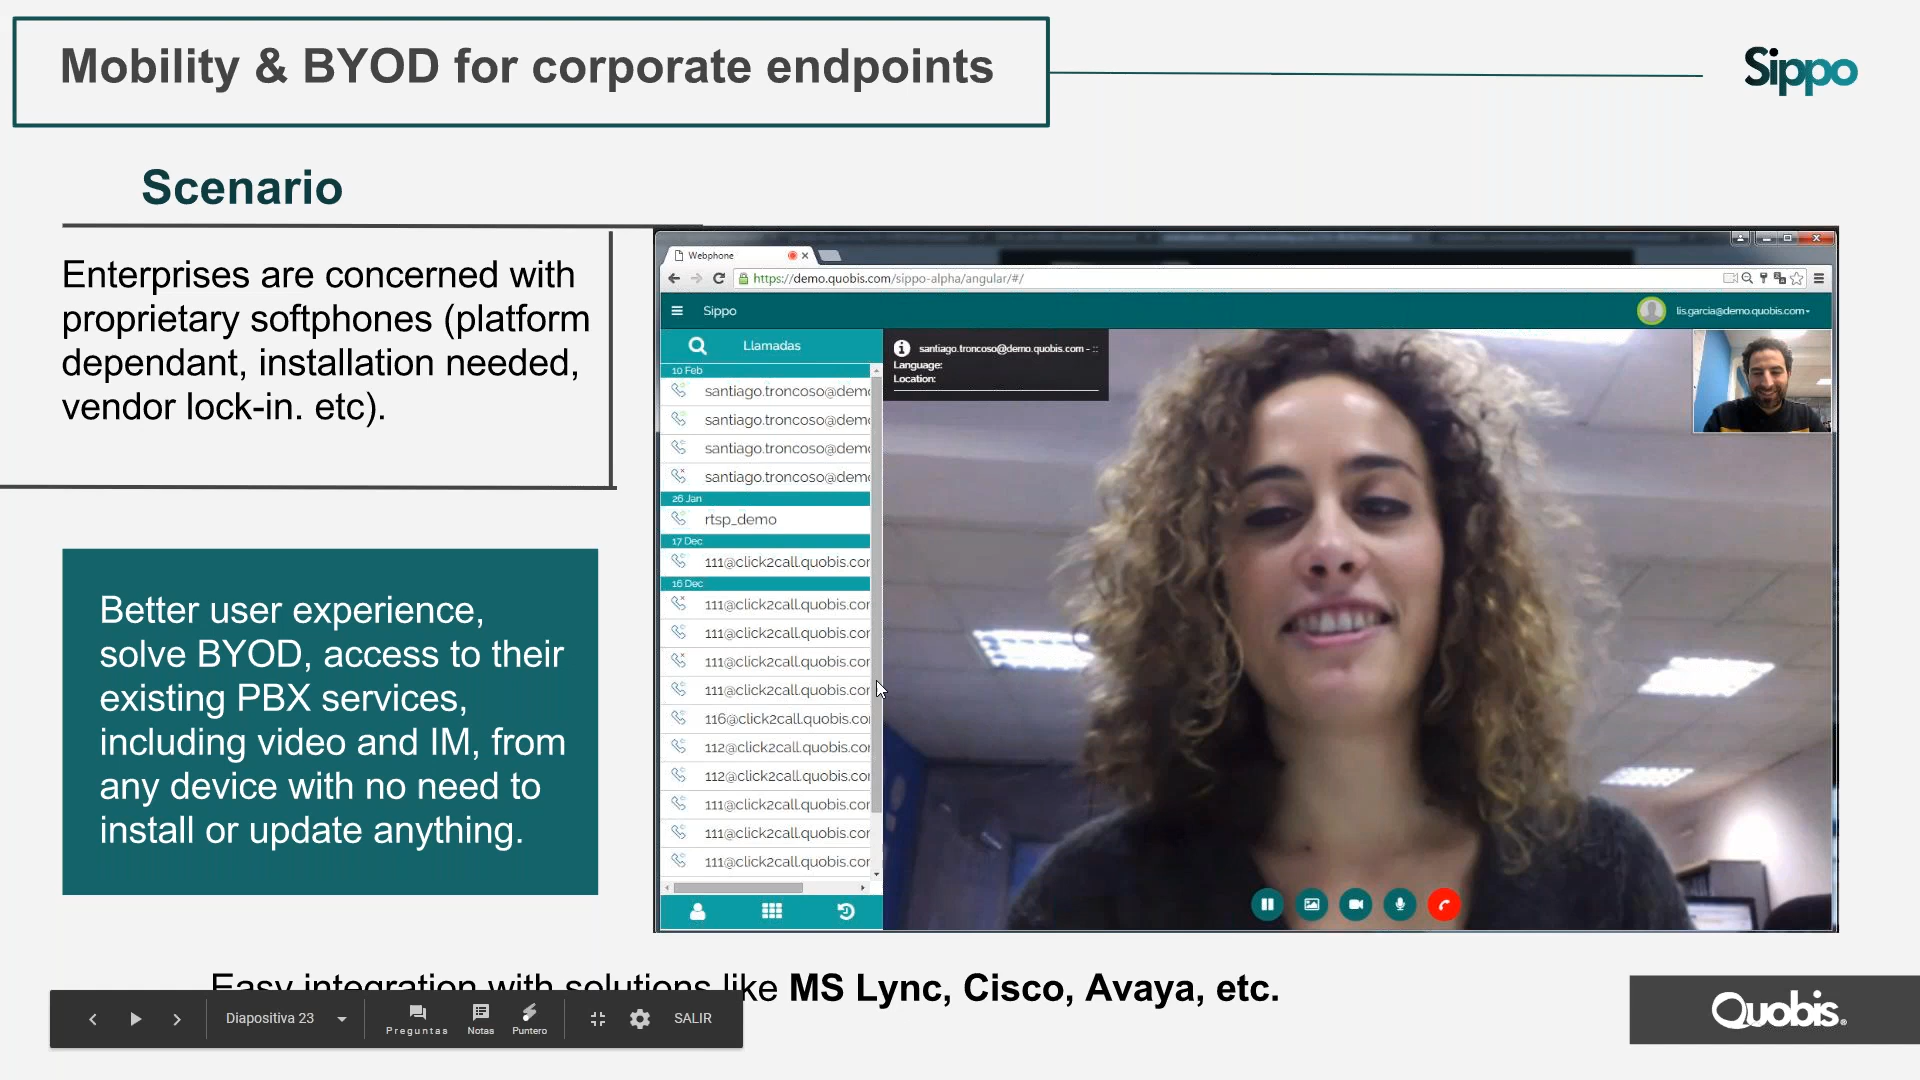 Mobility & BYOD for corporate endpoints
Sippo
Scenario
Enterprises are concerned with
proprietary softphones (platform
dependant, installation needed,
vendor lock-in. etc).
Better user experience,
solve BYOD, access to their
existing PBX services,
including video and IM, from
any device with no need to
install or update anything.
Webphone
https://demo.quobis.com/sippo-alpha/angular/#/
Sippo
lis.garcia@demo.quobis.com
Llamadas
10 Feb
santiago.troncoso@demo
santiago.troncoso@demo
santiago.troncoso@demo
santiago.troncoso@demo
26 Jan
rtsp_demo
17 Dec
111@click2call.quobis.cor
16 Dec
111@click2call.quobis.cor
111@click2call.quobis.cor
111@click2call.quobis.cor
111@click2call.quobis.cor
116@click2call.quobis.co
112@click2call.quobis.cor
112@click2call.quobis.cor
111@click2call.quobis.cor
111@click2call.quobis.cor
111@click2call.quobis.cor
santiago.troncoso@demo.quobis.com - ::
Language:
Location:
Easy integration with solutions like MS Lync, Cisco, Avaya, etc.
Diapositiva 23
Preguntas
Notas
Puntero
SALIR
Quobis®